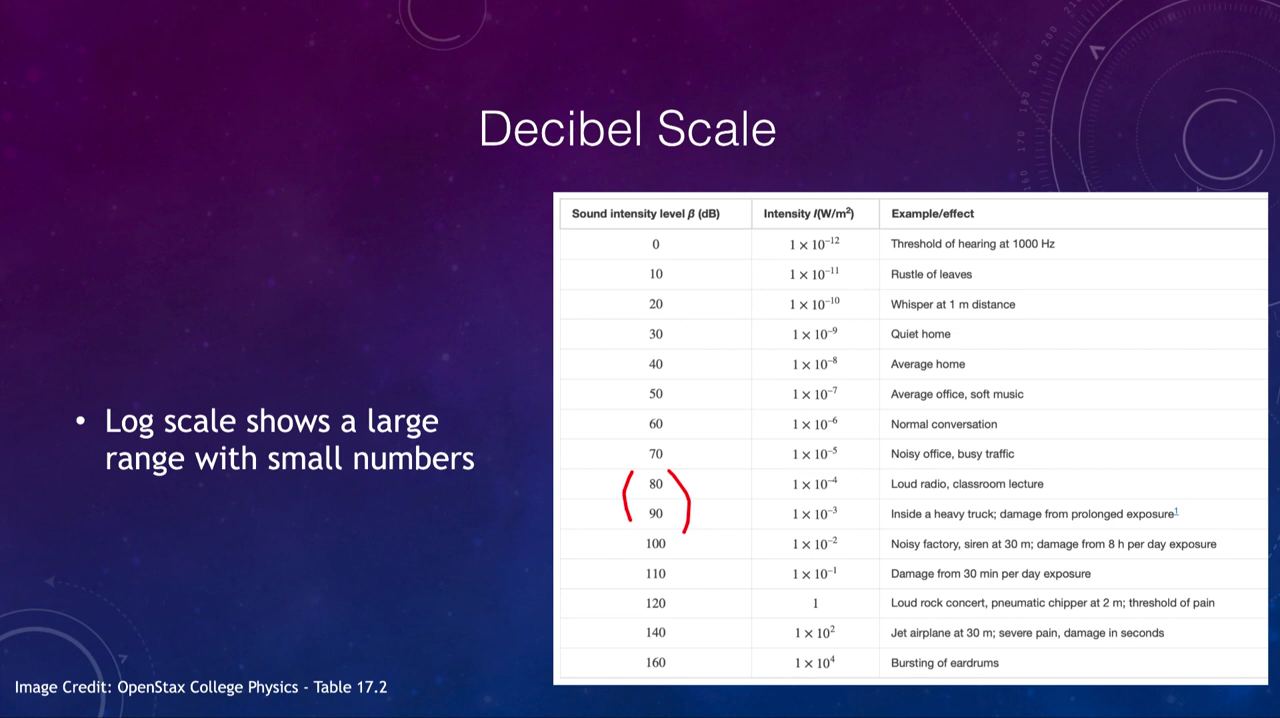 Decibel Scale
Sound intensity level β (dB) Intensity I(W/m²) Example/effect
0 1 × 10⁻¹² Threshold of hearing at 1000 Hz
10 1 × 10⁻¹¹ Rustle of leaves
20 1 × 10⁻¹⁰ Whisper at 1 m distance
30 1 × 10⁻⁹ Quiet home
40 1 × 10⁻⁸ Average home
50 1 × 10⁻⁷ Average office, soft music
60 1 × 10⁻⁶ Normal conversation
70 1 × 10⁻⁵ Noisy office, busy traffic
80 1 × 10⁻⁴ Loud radio, classroom lecture
90 1 × 10⁻³ Inside a heavy truck; damage from prolonged exposure¹
100 1 × 10⁻² Noisy factory, siren at 30 m; damage from 8 h per day exposure
110 1 × 10⁻¹ Damage from 30 min per day exposure
120 1 Loud rock concert, pneumatic chipper at 2 m; threshold of pain
140 1 × 10² Jet airplane at 30 m; severe pain, damage in seconds
160 1 × 10⁴ Bursting of eardrums
• Log scale shows a large
range with small numbers
Image Credit: OpenStax College Physics - Table 17.2
160
170
180
190
200